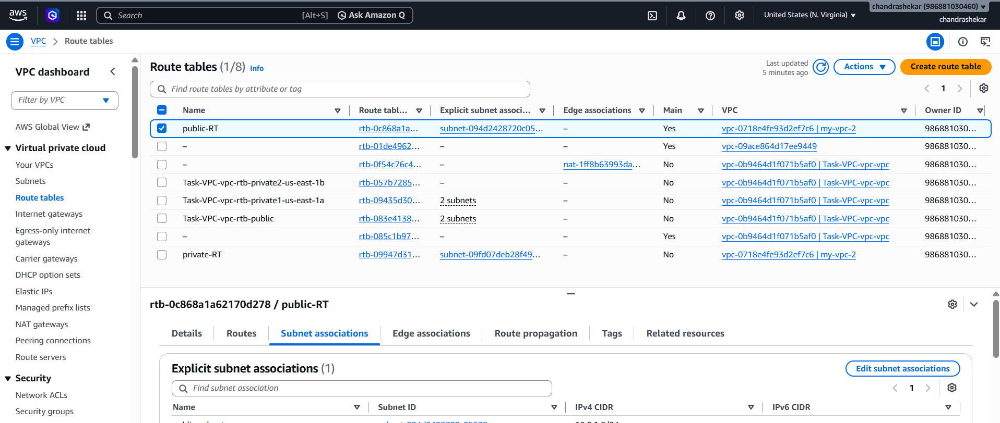 aws
Search [Alt+S] Ask Amazon Q
United States (N. Virginia)
chandrashekar (986881030460)
chandrashekar
VPC Route tables
VPC dashboard
Filter by VPC
AWS Global View
Virtual private cloud
Your VPCs
Subnets
Route tables
Internet gateways
Egress-only internet
gateways
Carrier gateways
DHCP option sets
Elastic IPs
Managed prefix lists
NAT gateways
Peering connections
Route servers
Security
Network ACLs
Security groups
Route tables (1/8) Info
Last updated
5 minutes ago
Actions
Create route table
Find route tables by attribute or tag
1
Name Route tabl... Explicit subnet associ... Edge associations Main VPC Owner ID
public-RT rtb-0c868a1a... subnet-094d2428720c05... – Yes vpc-0718e4fe93d2ef7c6 | my-vpc-2 986881030...
– rtb-01de4962... – – Yes vpc-09ace864d17ee9449 986881030...
– rtb-0f54c76c4... – nat-1ff8b63993da... No vpc-0b9464d1f071b5af0 | Task-VPC-vpc-vpc 986881030...
Task-VPC-vpc-rtb-private2-us-east-1b rtb-057b7285... – – No vpc-0b9464d1f071b5af0 | Task-VPC-vpc-vpc 986881030...
Task-VPC-vpc-rtb-private1-us-east-1a rtb-09435d30... 2 subnets – No vpc-0b9464d1f071b5af0 | Task-VPC-vpc-vpc 986881030...
Task-VPC-vpc-rtb-public rtb-083e4138... 2 subnets – No vpc-0b9464d1f071b5af0 | Task-VPC-vpc-vpc 986881030...
– rtb-085c1b97... – – Yes vpc-0b9464d1f071b5af0 | Task-VPC-vpc-vpc 986881030...
private-RT rtb-09947d31... subnet-09fd07deb28f49... – No vpc-0718e4fe93d2ef7c6 | my-vpc-2 986881030...
rtb-0c868a1a62170d278 / public-RT
Details Routes Subnet associations Edge associations Route propagation Tags Related resources
Explicit subnet associations (1)
Edit subnet associations
Find subnet association
1
Name Subnet ID IPv4 CIDR IPv6 CIDR